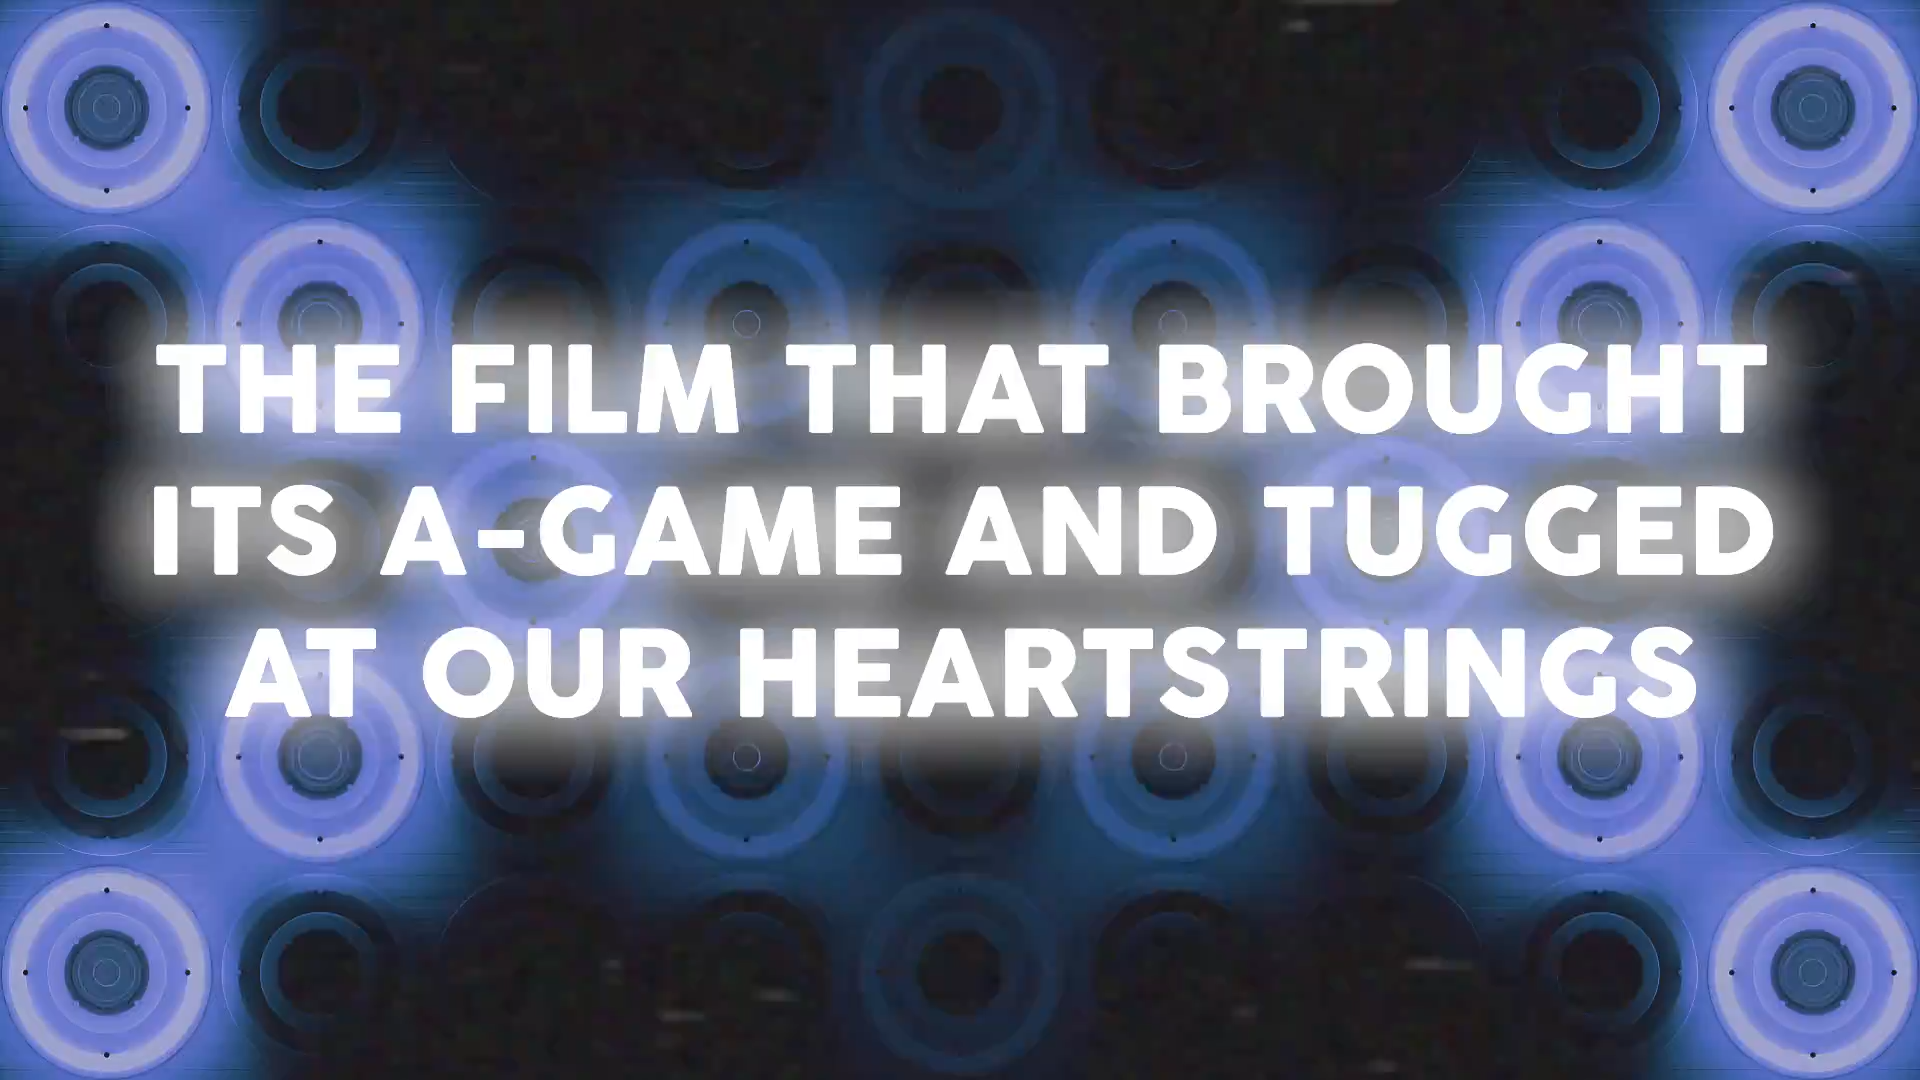 THE FILM THAT BROUGHT
ITS A-GAME AND TUGGED
AT OUR HEARTSTRINGS